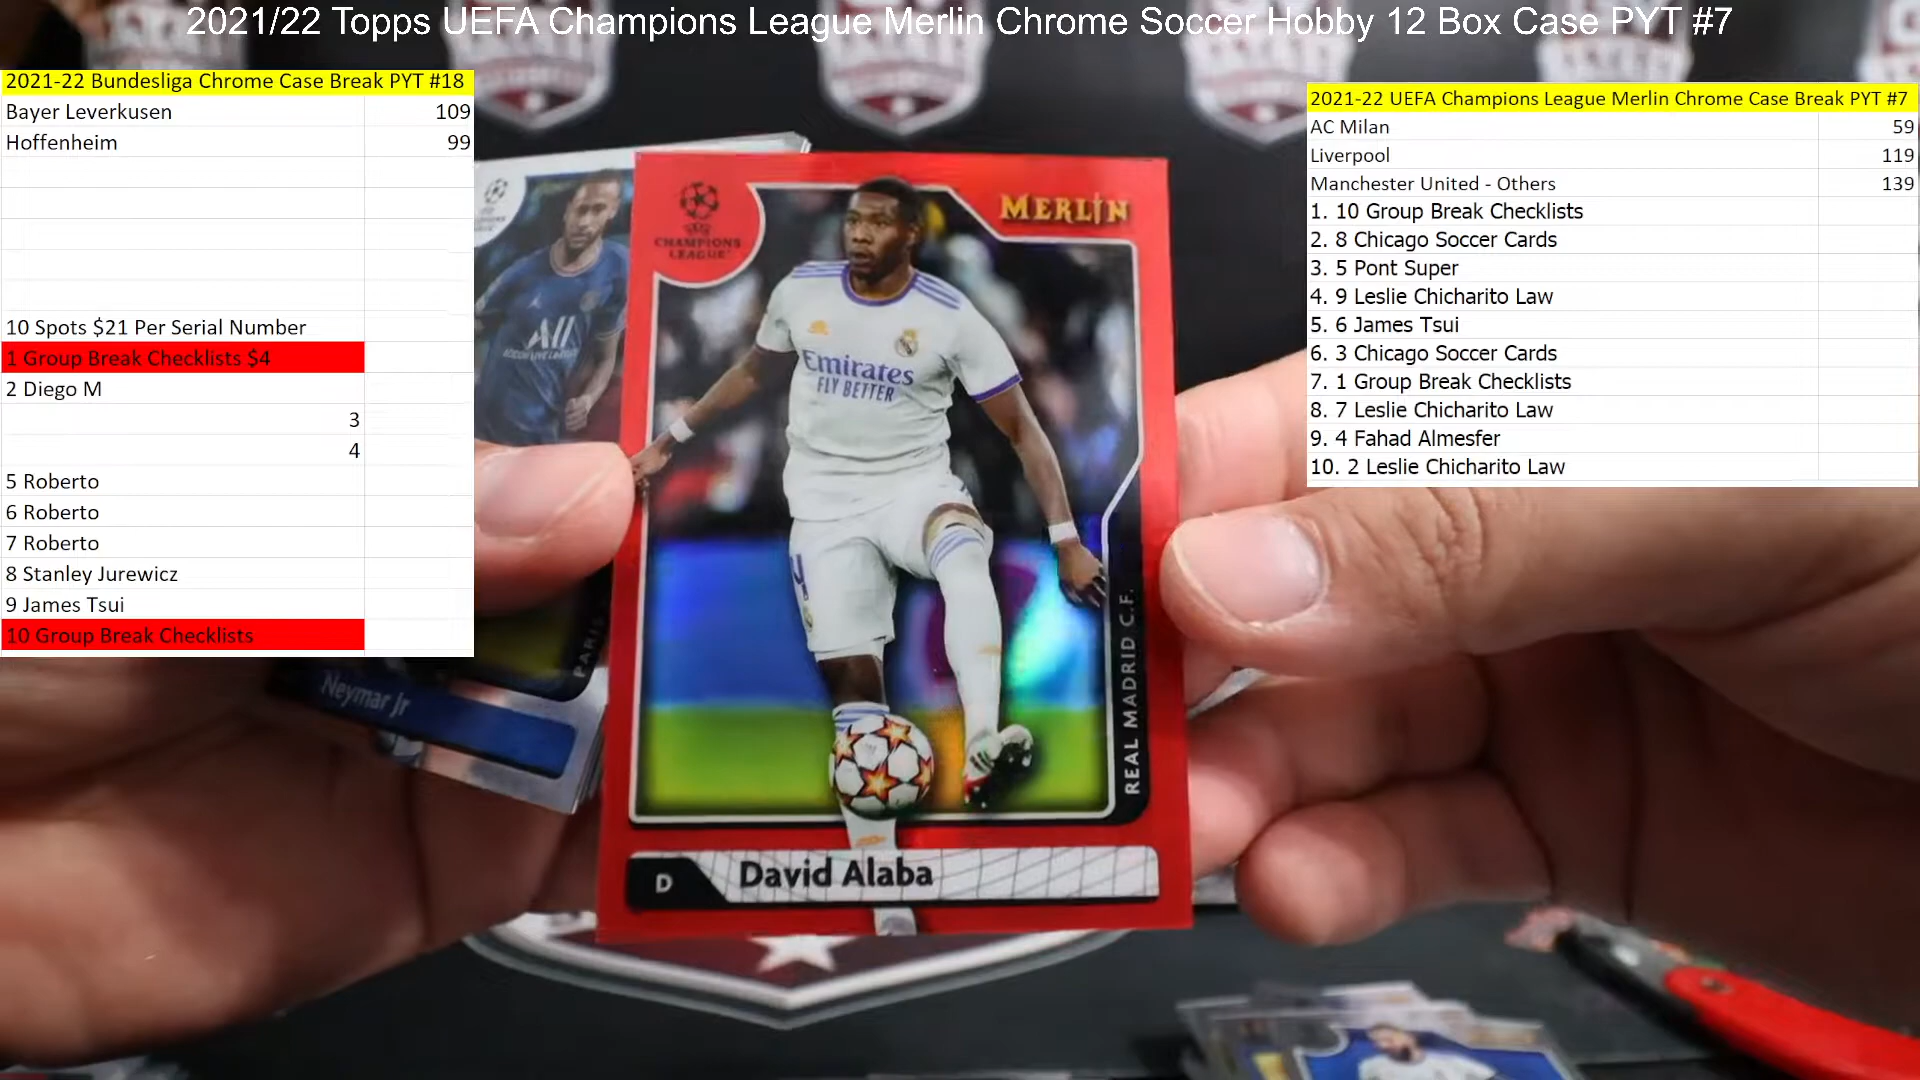 2021/22 Topps UEFA Champions League Merlin Chrome Soccer Hobby 12 Box Case PYT #7
2021-22 Bundesliga Chrome Case Break PYT #18
Bayer Leverkusen 109
Hoffenheim 99
10 Spots $21 Per Serial Number
1 Group Break Checklists $4
2 Diego M
3
4
5 Roberto
6 Roberto
7 Roberto
8 Stanley Jurewicz
9 James Tsui
10 Group Break Checklists
2021-22 UEFA Champions League Merlin Chrome Case Break PYT #7
AC Milan 59
Liverpool 119
Manchester United - Others 139
1. 10 Group Break Checklists
2. 8 Chicago Soccer Cards
3. 5 Pont Super
4. 9 Leslie Chicharito Law
5. 6 James Tsui
6. 3 Chicago Soccer Cards
7. 1 Group Break Checklists
8. 7 Leslie Chicharito Law
9. 4 Fahad Almesfer
10. 2 Leslie Chicharito Law
CHAMPIONS
LEAGUE
MERLIN
Emirates
FLY BETTER
REAL MADRID C.F.
D David Alaba
ALL
PARIS
Neymar Jr